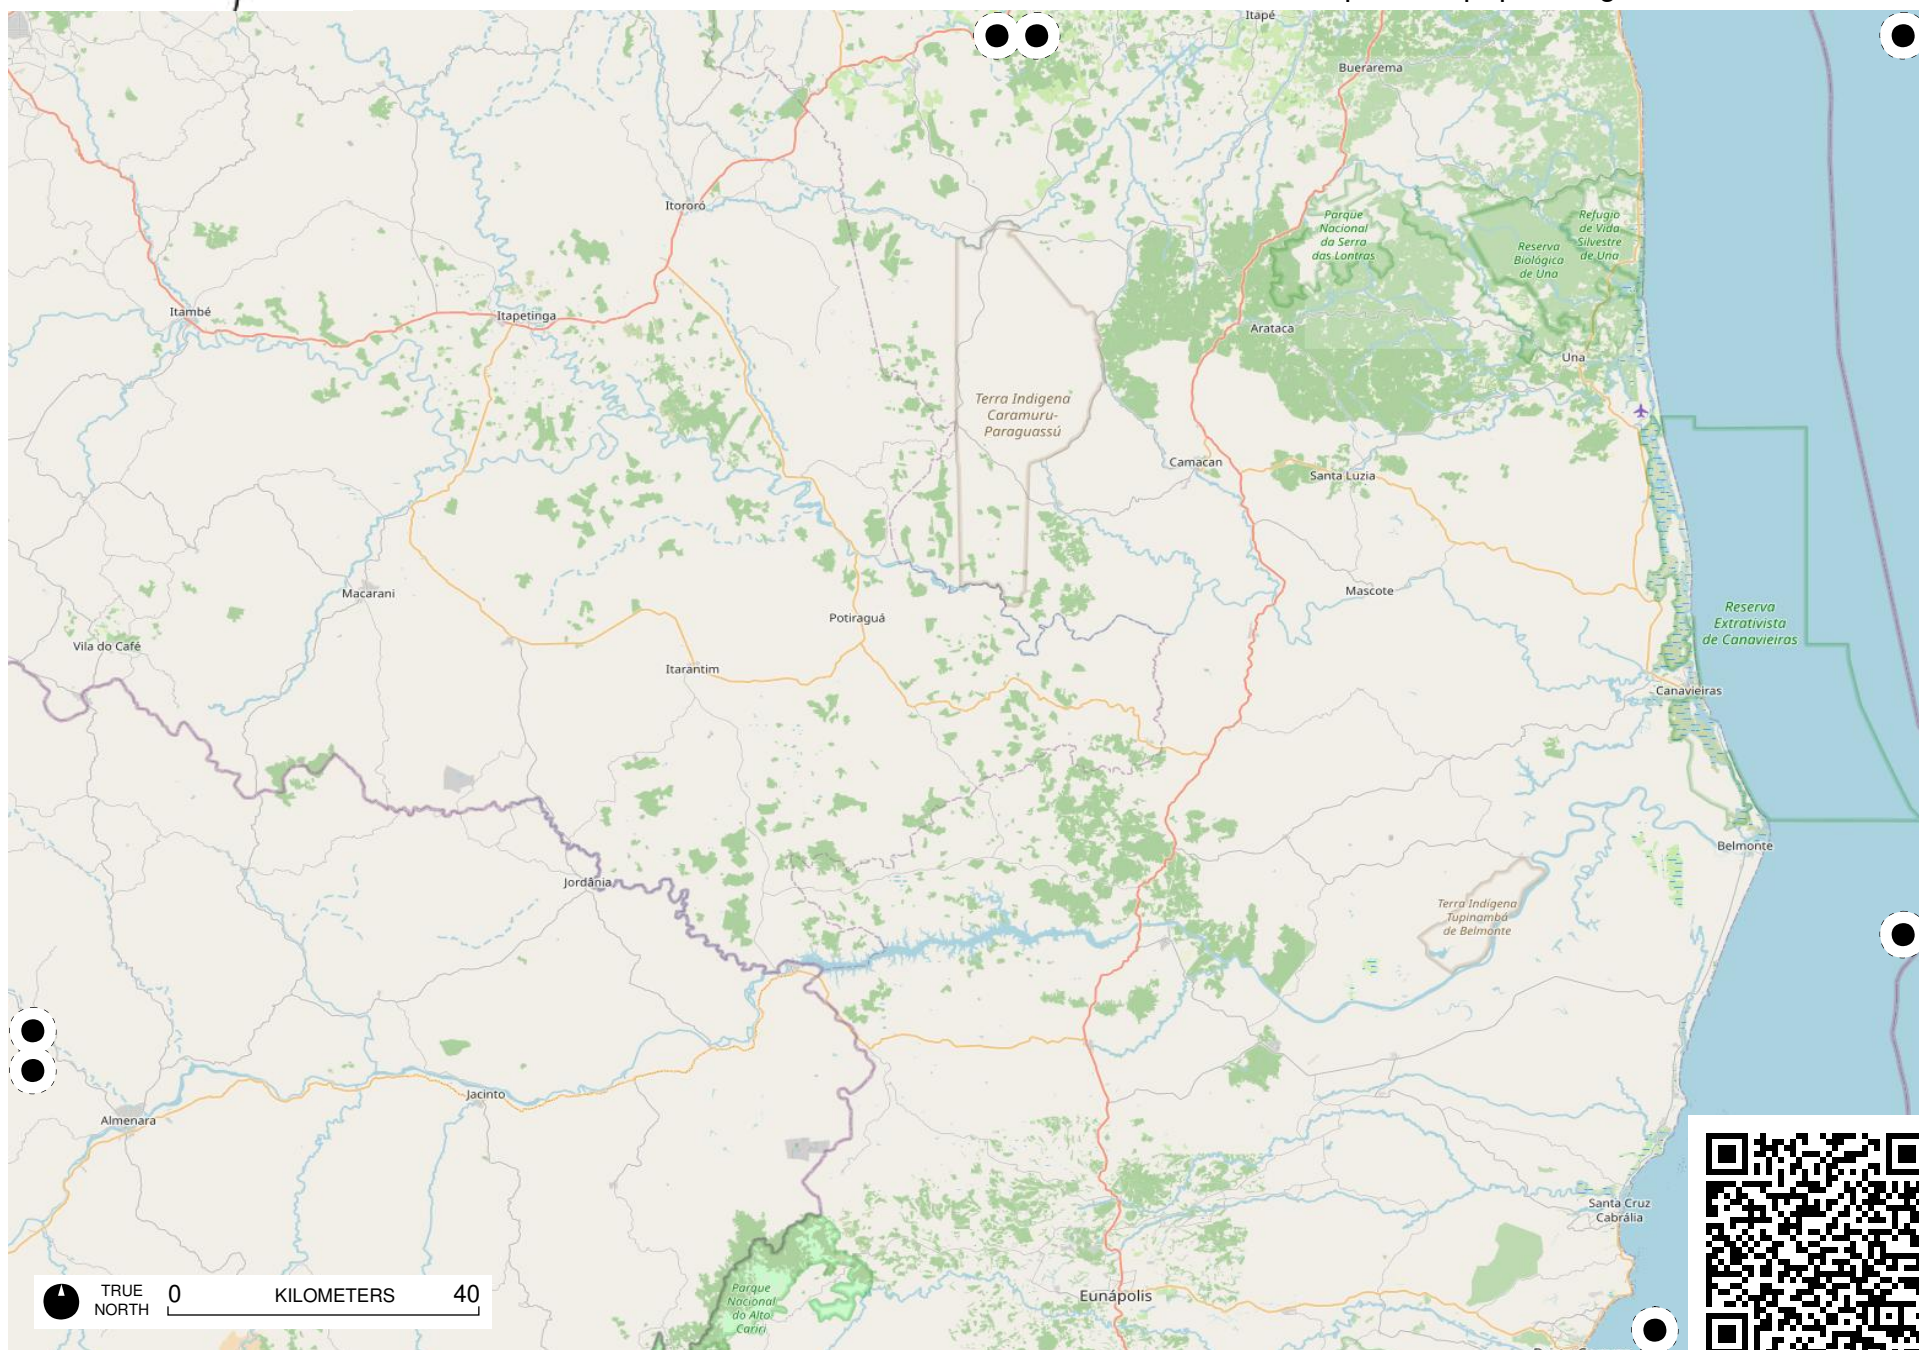 Itapé
Buerarema
Itororó
Parque
Nacional
da Serra
das Lontras
Refugio
de Vida
Silvestre
de Una
Reserva
Biológica
de Una
Itambé
Itapetinga
Arataca
Una
Terra Indigena
Caramuru-
Paraguassú
Camacan
Santa Luzia
Macarani
Mascote
Potiraguá
Reserva
Extrativista
de Canavieiras
Vila do Café
Itarantim
Canavieiras
Belmonte
Jordânia
Terra Indígena
Tupinambá
de Belmonte
Jacinto
Almenara
Santa Cruz
Cabrália
Parque
Nacional
do Alto
Cariri
Eunápolis
TRUE
NORTH
0 KILOMETERS 40